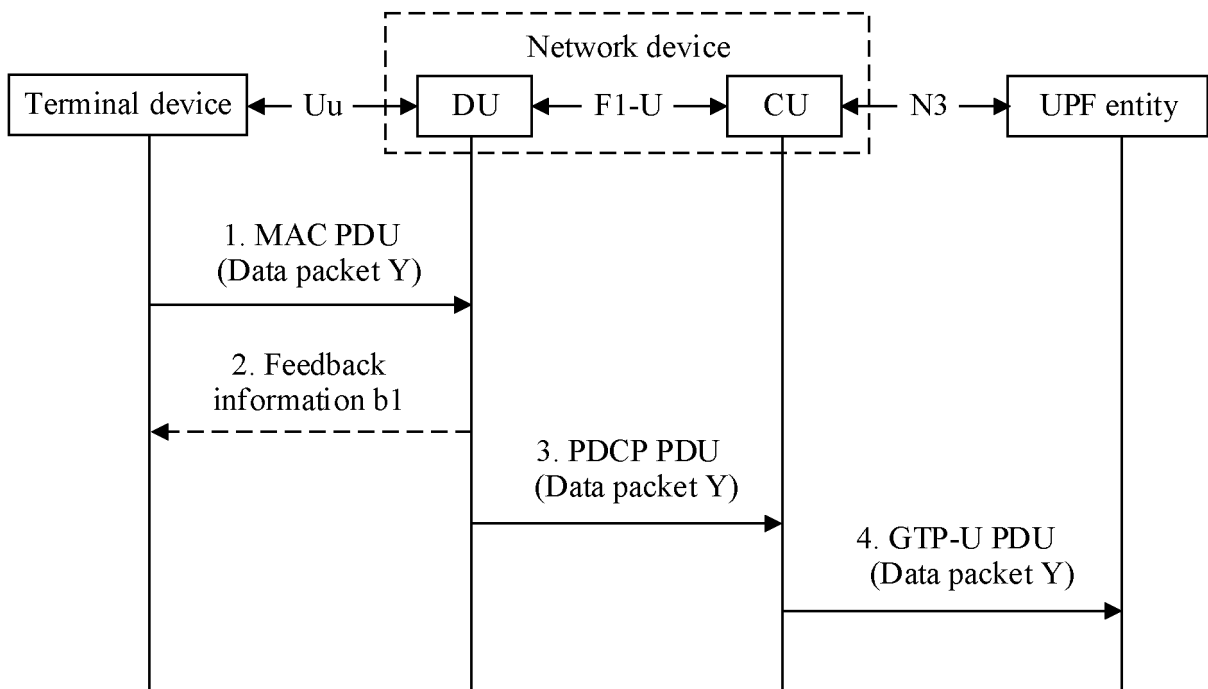 Network device
Terminal device Uu DU F1-U CU N3 UPF entity
1. MAC PDU
(Data packet Y)
2. Feedback
information b1
3. PDCP PDU
(Data packet Y)
4. GTP-U PDU
(Data packet Y)